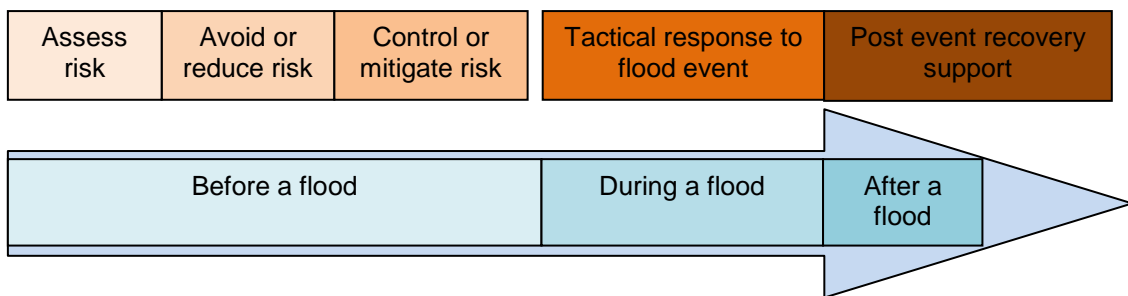 Assess
risk
Avoid or
reduce risk
Control or
mitigate risk
Tactical response to
flood event
Post event recovery
support
Before a flood
During a flood
After a
flood